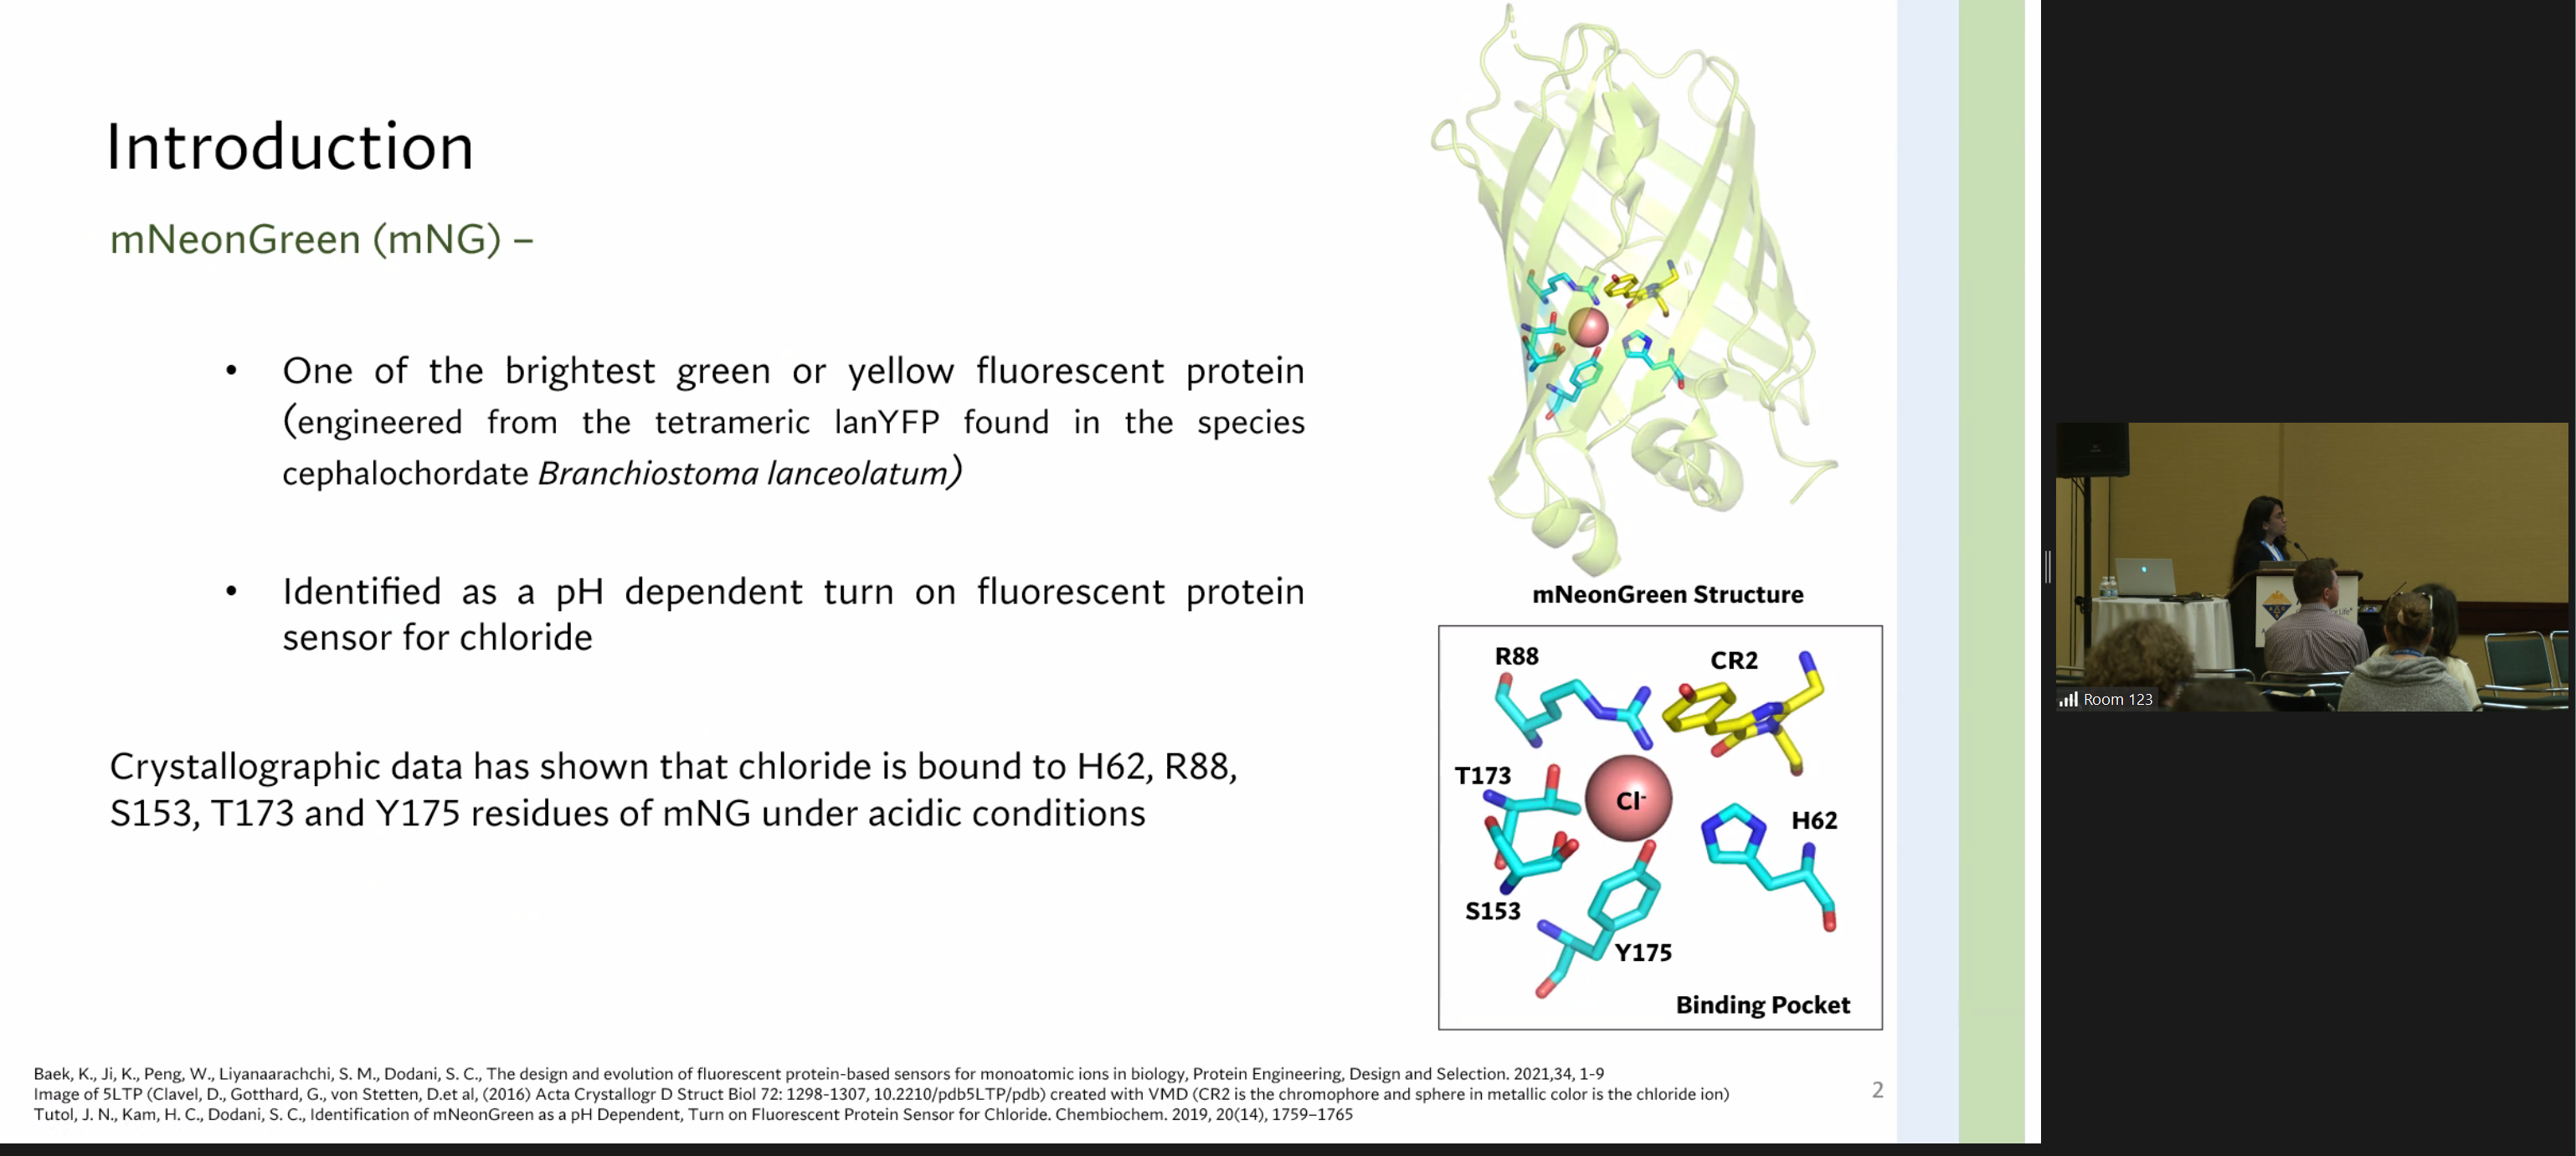 Introduction
mNeonGreen (mNG) –
• One of the brightest green or yellow fluorescent protein
(engineered from the tetrameric lanYFP found in the species
cephalochordate Branchiostoma lanceolatum)
• Identified as a pH dependent turn on fluorescent protein
sensor for chloride
Crystallographic data has shown that chloride is bound to H62, R88,
S153, T173 and Y175 residues of mNG under acidic conditions
mNeonGreen Structure
R88
CR2
T173
Cl-
H62
S153
Y175
Binding Pocket
Baek, K., Ji, K., Peng, W., Liyanaarachchi, S. M., Dodani, S. C., The design and evolution of fluorescent protein-based sensors for monoatomic ions in biology, Protein Engineering, Design and Selection. 2021,34, 1-9
Image of 5LTP (Clavel, D., Gotthard, G., von Stetten, D.et al, (2016) Acta Crystallogr D Struct Biol 72: 1298-1307, 10.2210/pdb5LTP/pdb) created with VMD (CR2 is the chromophore and sphere in metallic color is the chloride ion)
Tutol, J. N., Kam, H. C., Dodani, S. C., Identification of mNeonGreen as a pH Dependent, Turn on Fluorescent Protein Sensor for Chloride. Chembiochem. 2019, 20(14), 1759–1765
2
Room 123